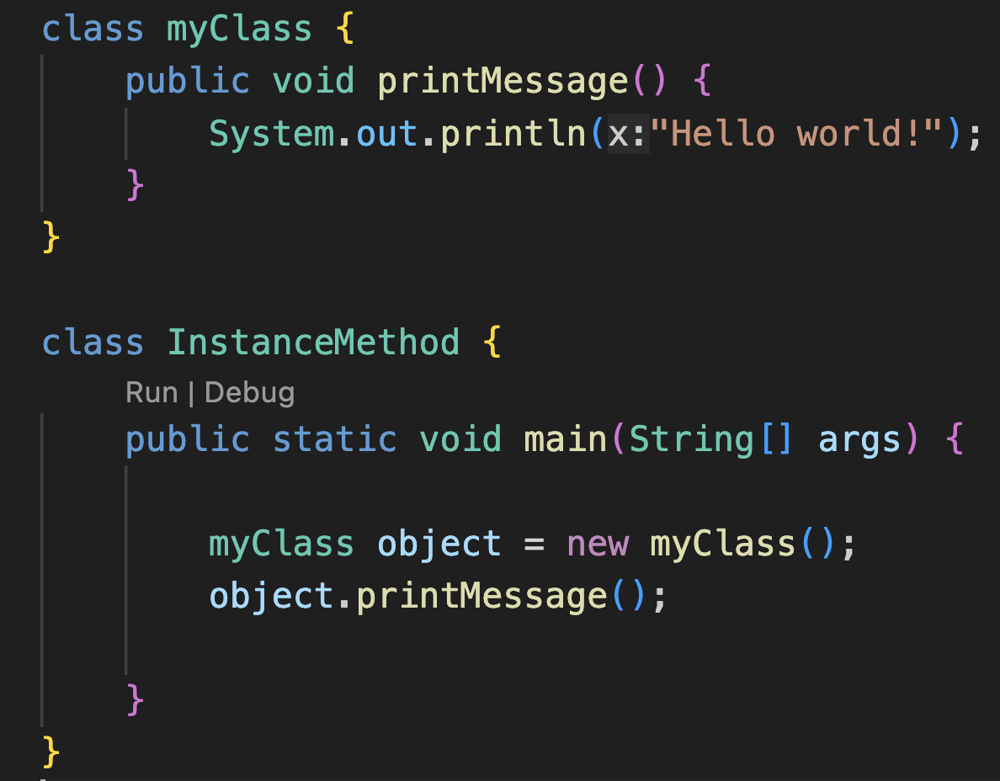 class myClass {
    public void printMessage() {
        System.out.println(x:"Hello world!");
    }
}

class InstanceMethod {
    Run | Debug
    public static void main(String[] args) {

        myClass object = new myClass();
        object.printMessage();

    }
}